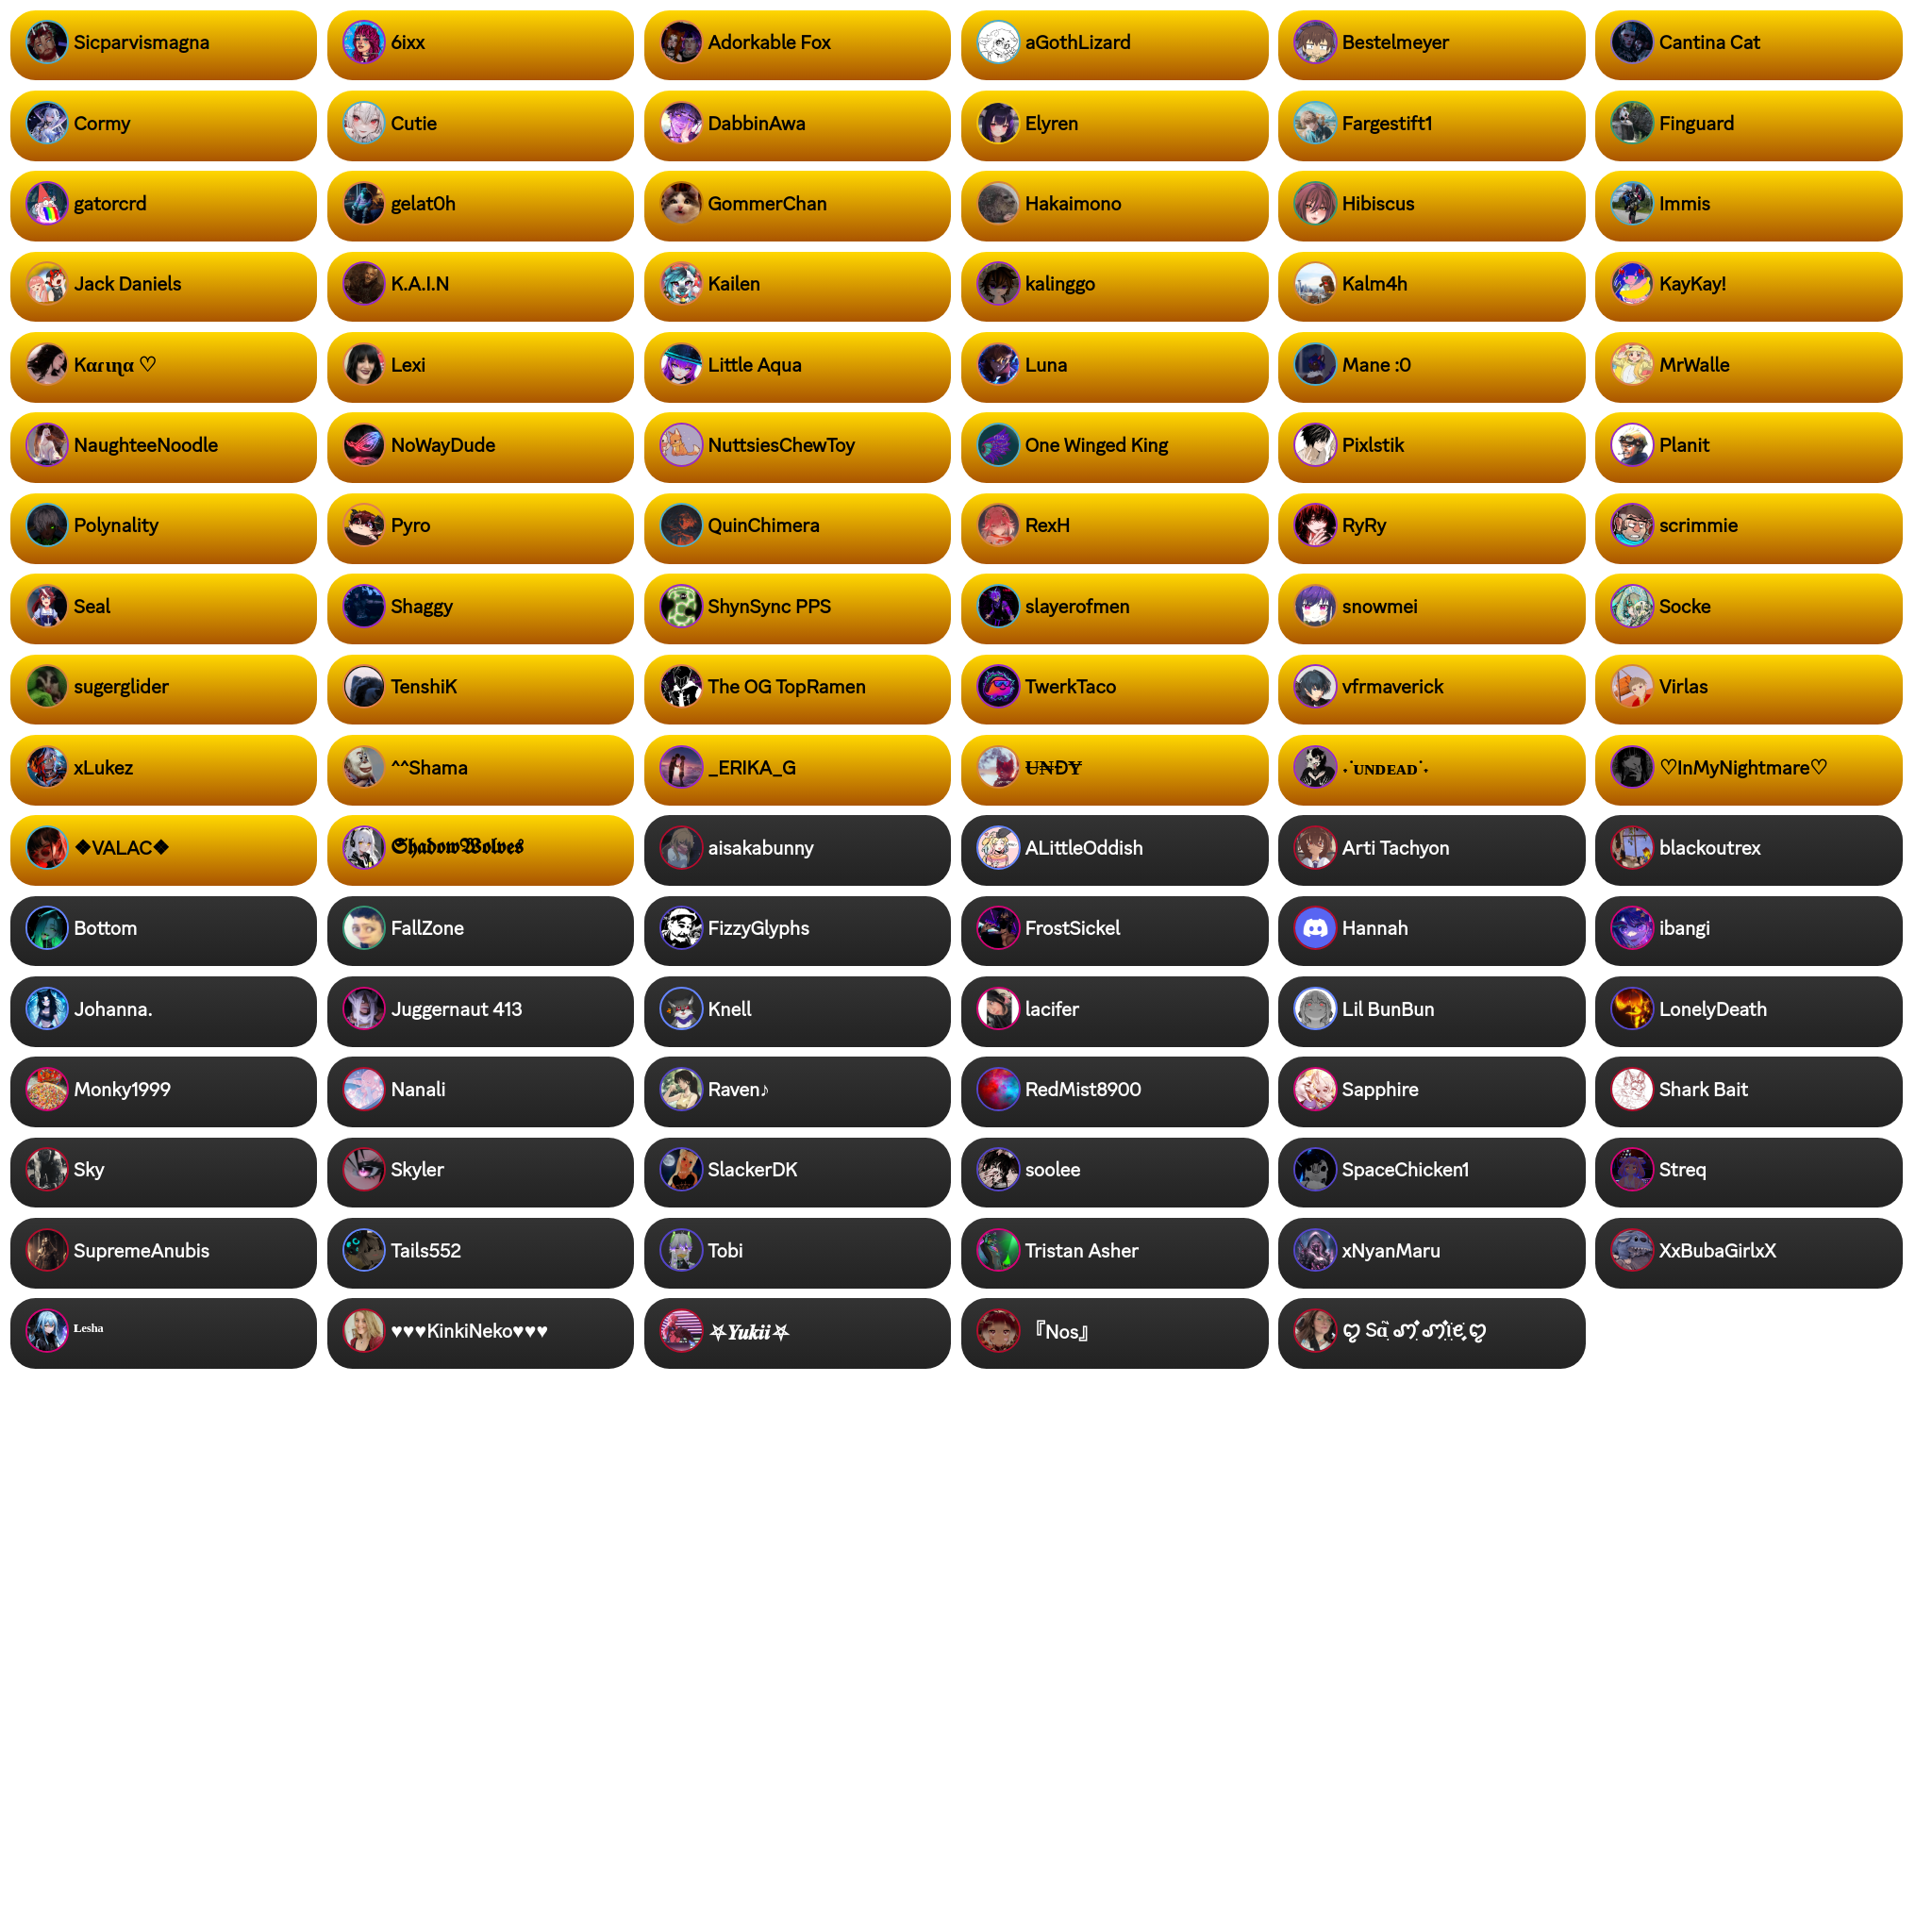 Sicparvismagna 6ixx Adorkable Fox aGothLizard Bestelmeyer Cantina Cat
Cormy Cutie DabbinAwa Elyren Fargestift1 Finguard
gatorcrd gelat0h GommerChan Hakaimono Hibiscus Immis
Jack Daniels K.A.I.N Kailen kalinggo Kalm4h KayKay!
Kαɾιɳα ♡ Lexi Little Aqua Luna Mane :0 MrWalle
NaughteeNoodle NoWayDude NuttsiesChewToy One Winged King Pixlstik Planit
Polynality Pyro QuinChimera RexH RyRy scrimmie
Seal Shaggy ShynSync PPS slayerofmen snowmei Socke
sugerglider TenshiK The OG TopRamen TwerkTaco vfrmaverick Virlas
xLukez ^^Shama _ERIKA_G U̶N̶ĐY̶ ˖˙ᴜɴᴅᴇᴀᴅ˙˖ ♡InMyNightmare♡
❖VALAC❖ 𝕾𝖍𝖆𝖉𝖔𝖜𝖂𝖔𝖑𝖛𝖊𝖘 aisakabunny ALittleOddish Arti Tachyon blackoutrex
Bottom FallZone FizzyGlyphs FrostSickel Hannah ibangi
Johanna. Juggernaut 413 Knell lacifer Lil BunBun LonelyDeath
Monky1999 Nanali Raven♪ RedMist8900 Sapphire Shark Bait
Sky Skyler SlackerDK soolee SpaceChicken1 Streq
SupremeAnubis Tails552 Tobi Tristan Asher xNyanMaru XxBubaGirlxX
ᴸᵉˢʰᵃ ♥♥♥KinkiNeko♥♥♥ ⛧𝒀𝒖𝒌𝒊𝒊⛧ 『Nos』